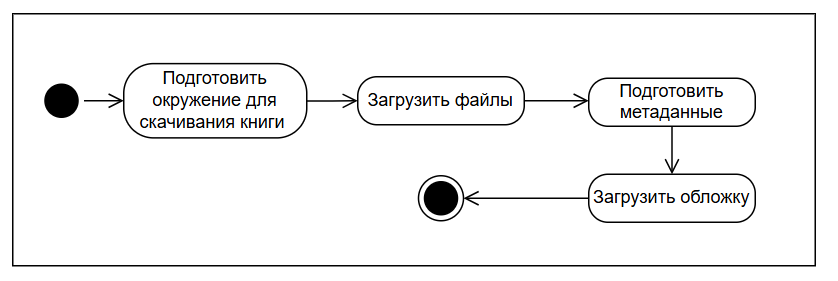 Подготовить
окружение для
скачивания книги
Загрузить файлы
Подготовить
метаданные
Загрузить обложку